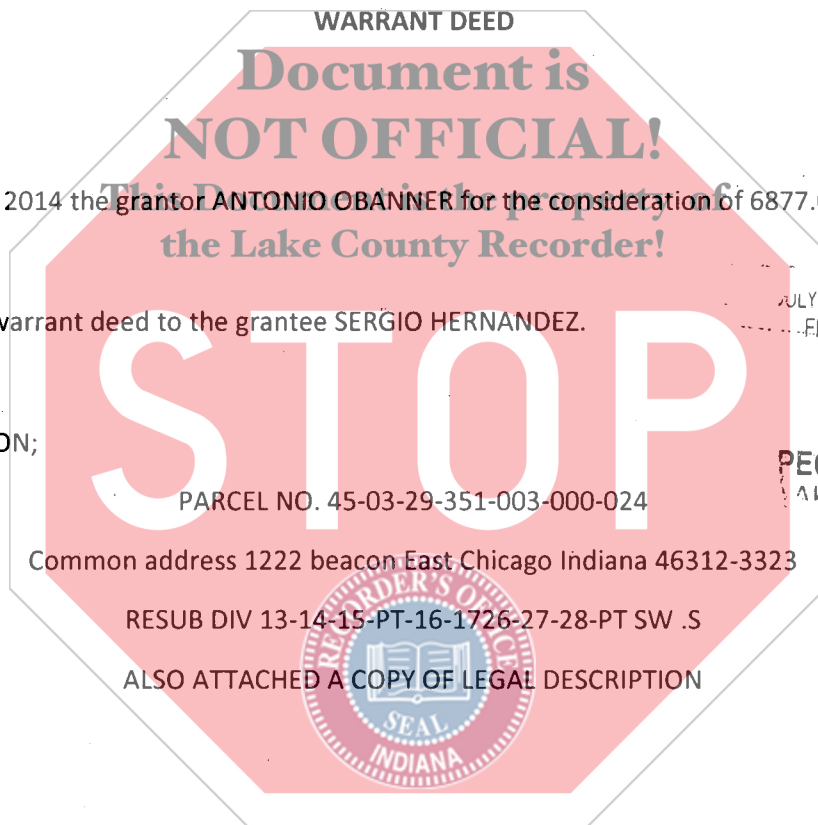 WARRANT DEED
Document is
NOT OFFICIAL!
2014 the grantor ANTONIO OBANNER for the consideration of 6877.
This Document is the property of
the Lake County Recorder!
JULY
warrant deed to the grantee SERGIO HERNANDEZ.
STOP
ON;
PARCEL NO. 45-03-29-351-003-000-024
Common address 1222 beacon East Chicago Indiana 46312-3323
RESUB DIV 13-14-15-PT-16-1726-27-28-PT SW .S
ALSO ATTACHED A COPY OF LEGAL DESCRIPTION
RECORDER'S OFFICE
SEAL
INDIANA